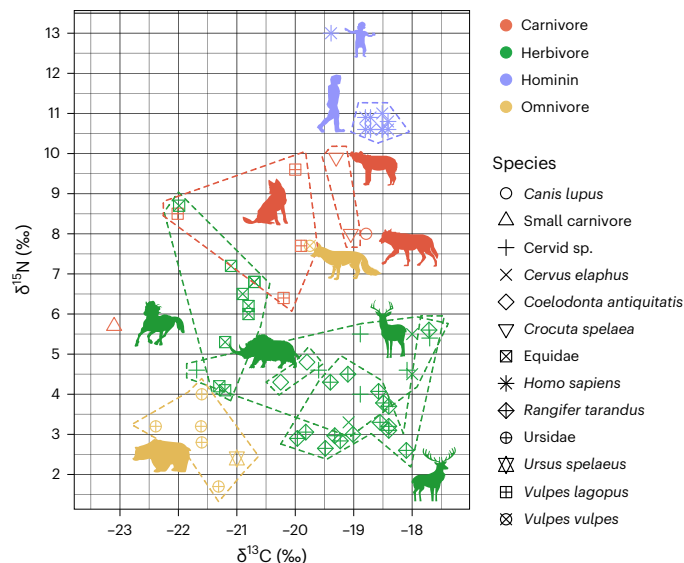 13
12
11
10
9
8
7
6
5
4
3
2
δ15N (‰)
−23 −22 −21 −20 −19 −18
δ13C (‰)
Carnivore
Herbivore
Hominin
Omnivore
Species
Canis lupus
Small carnivore
Cervid sp.
Cervus elaphus
Coelodonta antiquitatis
Crocuta spelaea
Equidae
Homo sapiens
Rangifer tarandus
Ursidae
Ursus spelaeus
Vulpes lagopus
Vulpes vulpes